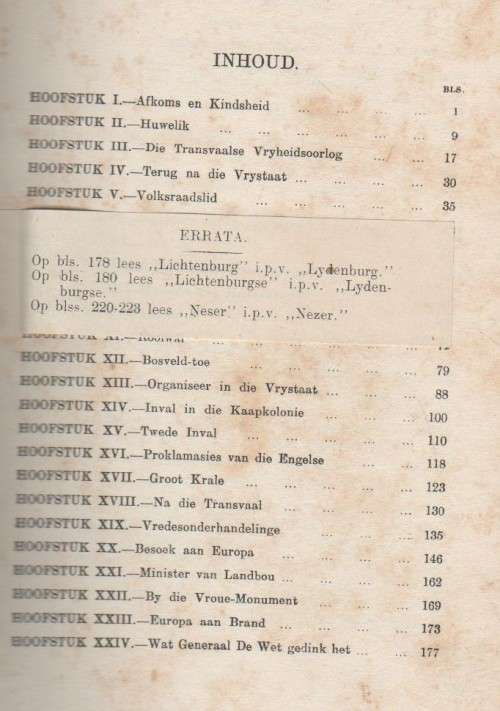 INHOUD.
BLS.
HOOFSTUK I.—Afkoms en Kindsheid ... ... ... 1
HOOFSTUK II.—Huwelik ... ... ... ... ... 9
HOOFSTUK III.—Die Transvaalse Vryheidsoorlog ... 17
HOOFSTUK IV.—Terug na die Vrystaat ... ... ... 30
HOOFSTUK V.—Volksraadslid ... ... ... ... 35
ERRATA.
Op bls. 178 lees ,,Lichtenburg" i.p.v. ,,Lydenburg."
Op bls. 180 lees ,,Lichtenburgse" i.p.v. ,,Lyden-
burgse."
Op blss. 220-223 lees ,,Neser" i.p.v. ,,Nezer."
HOOFSTUK XII.—Bosveld-toe ... ... ... ... 79
HOOFSTUK XIII.—Organiseer in die Vrystaat ... ... 88
HOOFSTUK XIV.—Inval in die Kaapkolonie ... ... 100
HOOFSTUK XV.—Twede Inval ... ... ... ... 110
HOOFSTUK XVI.—Proklamasies van die Engelse ... ... 118
HOOFSTUK XVII.—Groot Krale ... ... ... ... 123
HOOFSTUK XVIII.—Na die Transvaal ... ... ... 130
HOOFSTUK XIX.—Vredesonderhandelinge ... ... ... 135
HOOFSTUK XX.—Besoek aan Europa ... ... ... 146
HOOFSTUK XXI.—Minister van Landbou ... ... ... 162
HOOFSTUK XXII.—By die Vroue-Monument ... ... 169
HOOFSTUK XXIII.—Europa aan Brand ... ... ... 173
HOOFSTUK XXIV.—Wat Generaal De Wet gedink het ... ... 177